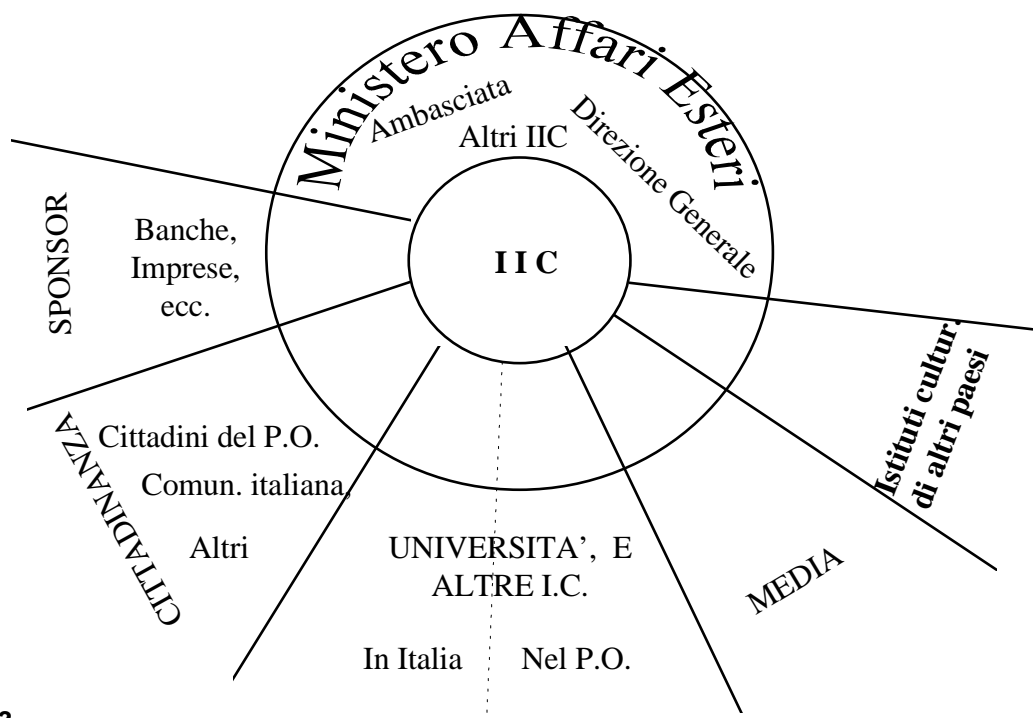 Ministero Affari Esteri
Ambasciata
Altri IIC
Direzione Generale
I I C
SPONSOR
Banche,
Imprese,
ecc.
Istituti cultur.
di altri paesi
CITTADINANZA
Cittadini del P.O.
Comun. italiana,
Altri
UNIVERSITA’, E
ALTRE I.C.
In Italia
Nel P.O.
MEDIA